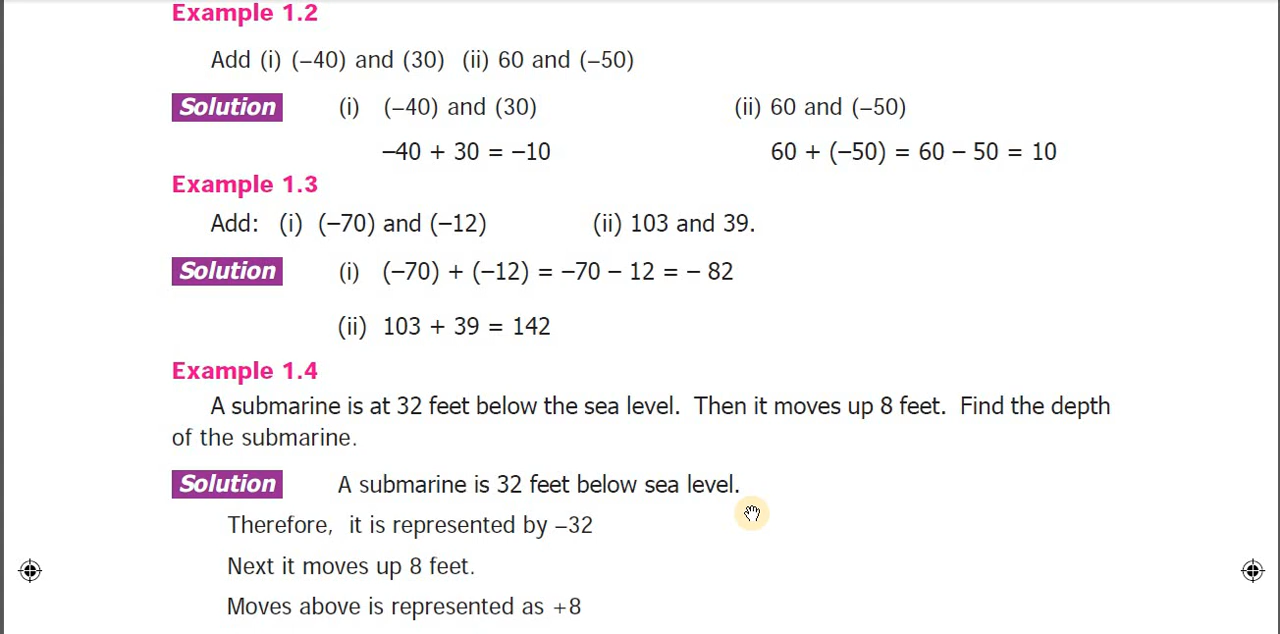 Example 1.2
Add (i) (–40) and (30) (ii) 60 and (–50)
Solution (i) (–40) and (30) (ii) 60 and (–50)
–40 + 30 = –10 60 + (–50) = 60 – 50 = 10
Example 1.3
Add: (i) (–70) and (–12) (ii) 103 and 39.
Solution (i) (–70) + (–12) = –70 – 12 = – 82
(ii) 103 + 39 = 142
Example 1.4
A submarine is at 32 feet below the sea level. Then it moves up 8 feet. Find the depth
of the submarine.
Solution A submarine is 32 feet below sea level.
Therefore, it is represented by –32
Next it moves up 8 feet.
Moves above is represented as +8